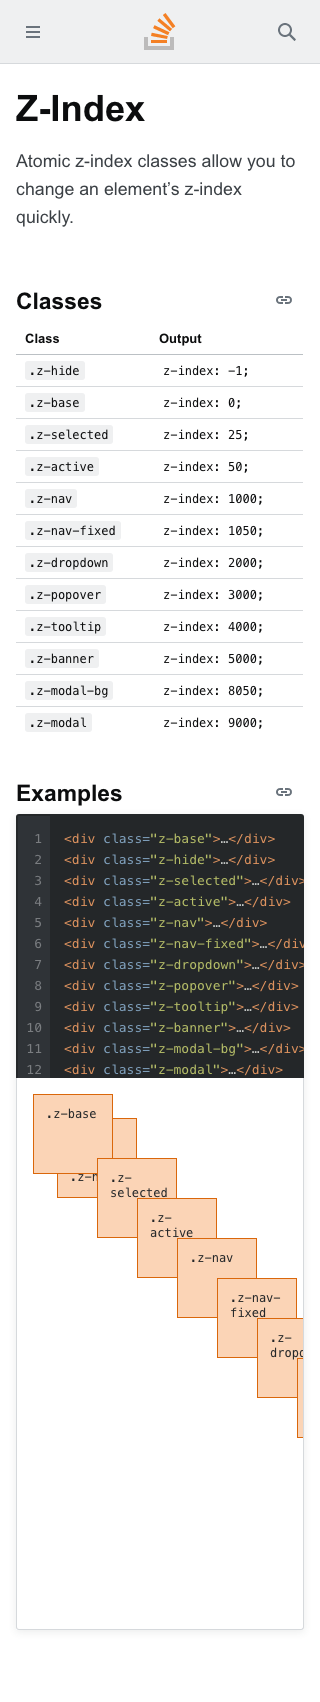 Z-Index
Atomic z-index classes allow you to
change an element’s z-index
quickly.
Classes
Class Output
.z-hide z-index: -1;
.z-base z-index: 0;
.z-selected z-index: 25;
.z-active z-index: 50;
.z-nav z-index: 1000;
.z-nav-fixed z-index: 1050;
.z-dropdown z-index: 2000;
.z-popover z-index: 3000;
.z-tooltip z-index: 4000;
.z-banner z-index: 5000;
.z-modal-bg z-index: 8050;
.z-modal z-index: 9000;
Examples
1 <div class="z-base">…</div>
2 <div class="z-hide">…</div>
3 <div class="z-selected">…</div>
4 <div class="z-active">…</div>
5 <div class="z-nav">…</div>
6 <div class="z-nav-fixed">…</div
7 <div class="z-dropdown">…</div>
8 <div class="z-popover">…</div>
9 <div class="z-tooltip">…</div>
10 <div class="z-banner">…</div>
11 <div class="z-modal-bg">…</div>
12 <div class="z-modal">…</div>
.z-base
.z-
selected
.z-
active
.z-nav
.z-nav-
fixed
.z-